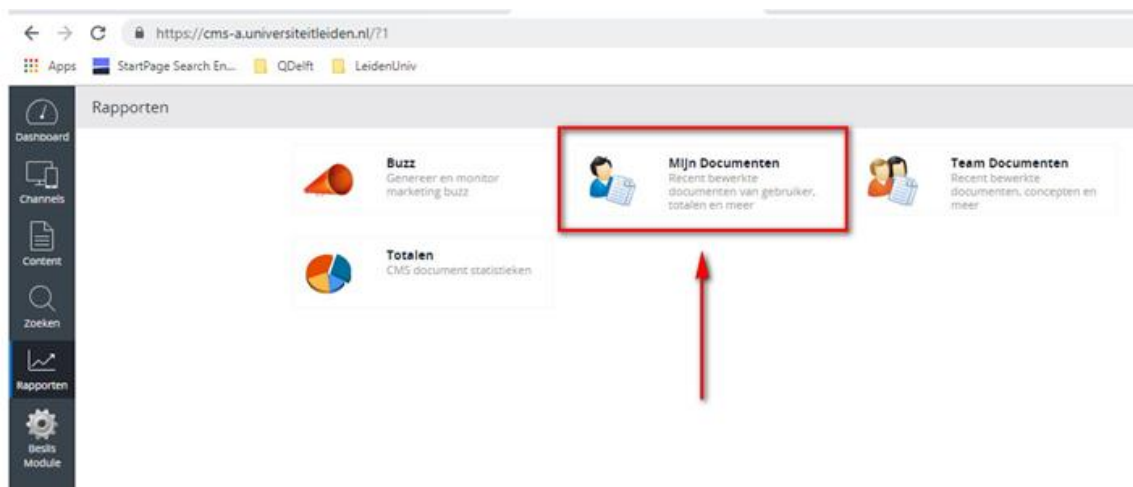 https://cms-a.universiteitleiden.nl/?1
Apps StartPage Search En... QDelft LeidenUniv
Rapporten
Dashboard
Channels
Content
Zoeken
Rapporten
Beslis
Module
Buzz
Genereer en monitor
marketing buzz
Mijn Documenten
Recent bewerkte
documenten van gebruiker,
totalen en meer
Team Documenten
Recent bewerkte
documenten, concepten en
meer
Totalen
CMS document statistieken